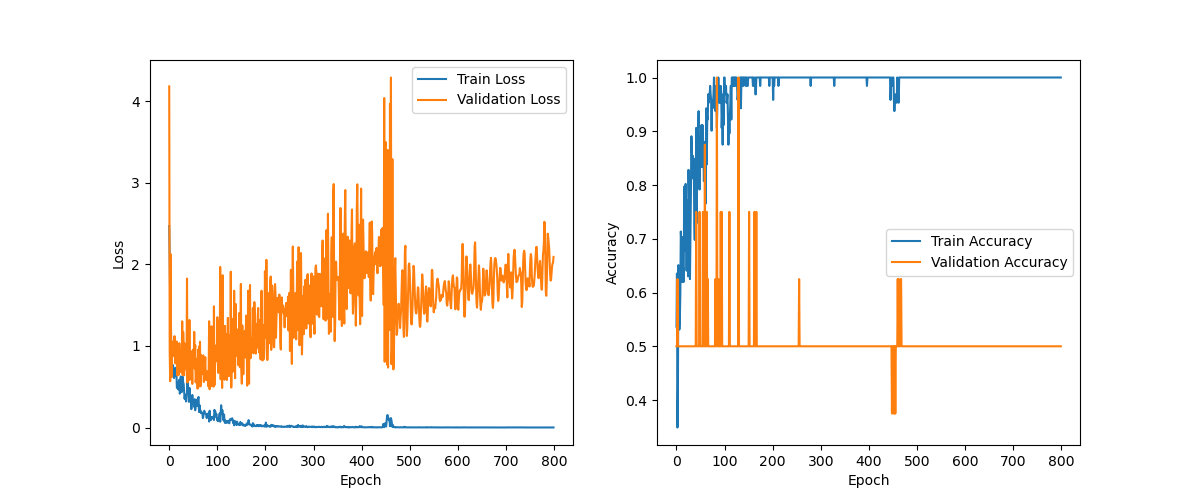 Train Loss
Validation Loss
4
3
2
1
0
Loss
0 100 200 300 400 500 600 700 800
Epoch
1.0
0.9
0.8
0.7
0.6
0.5
0.4
Accuracy
Train Accuracy
Validation Accuracy
0 100 200 300 400 500 600 700 800
Epoch